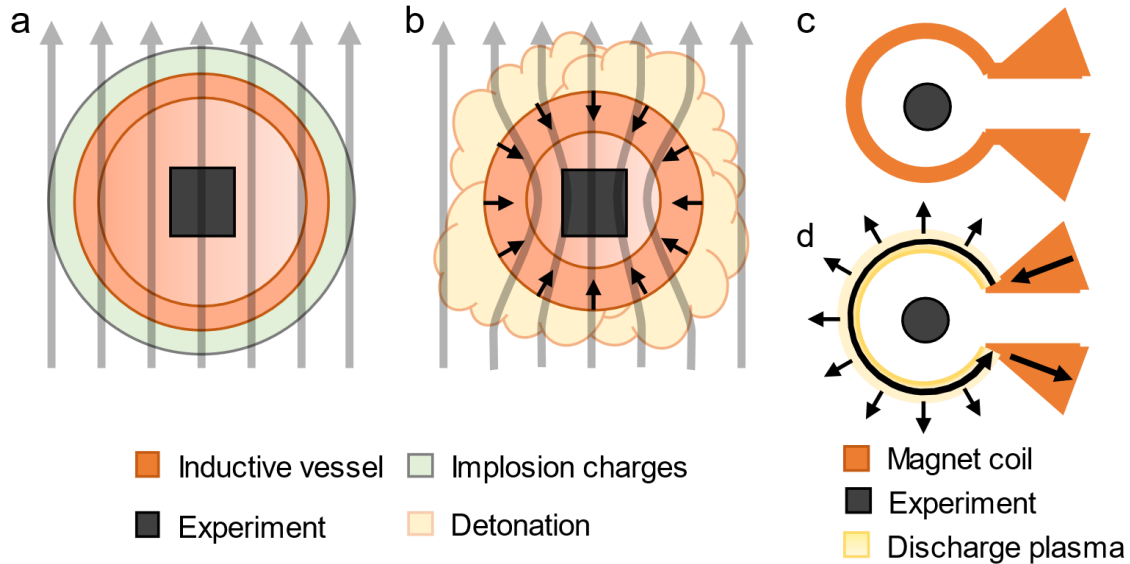 a
b
c
d
Inductive vessel
Implosion charges
Experiment
Detonation
Magnet coil
Experiment
Discharge plasma